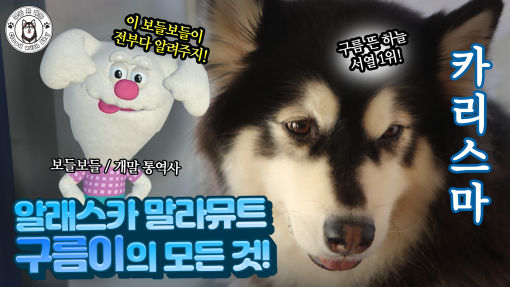 이 보들보들이
전부다 알려주지!
구름 뜬 하늘
서열 1위!
카리스마
보들보들 / 개말 통역사
알래스카 말라뮤트
구름이의 모든 것!